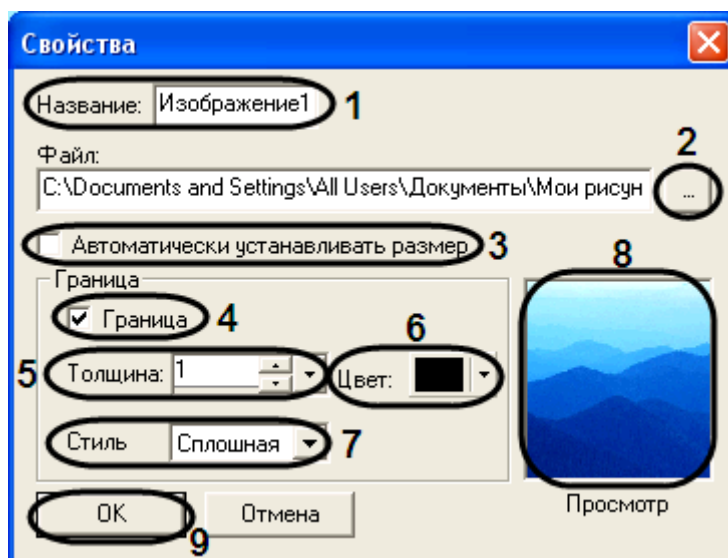 Свойства
Название: Изображение1 1
Файл:
2
C:\Documents and Settings\All Users\Документы\Мои рисун ...
Автоматически устанавливать размер 3
8
Граница
Граница 4
6
5 Толщина: 1 Цвет:
Стиль Сплошная 7
Просмотр
OK Отмена
9